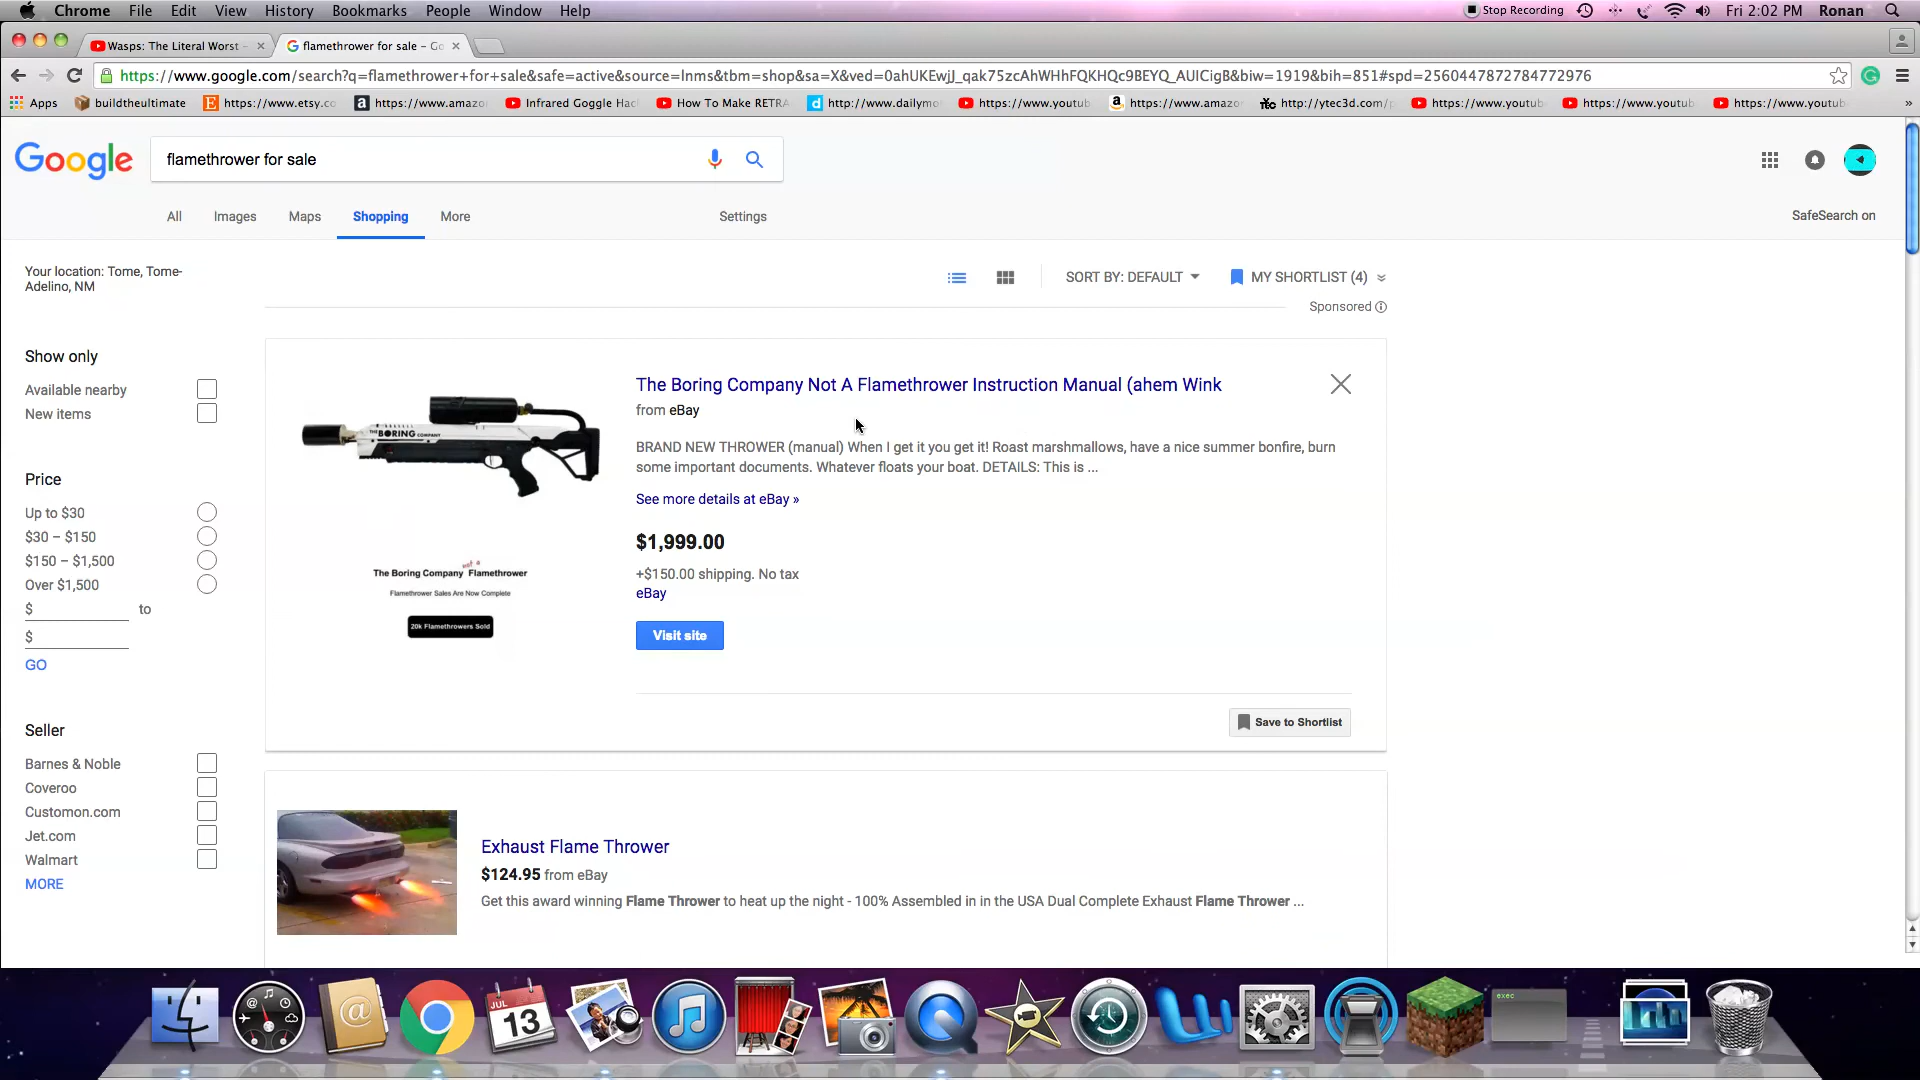 Chrome File Edit View History Bookmarks People Window Help Stop Recording Fri 2:02 PM Ronan
Wasps: The Literal Worst - flamethrower for sale - Go
https://www.google.com/search?q=flamethrower+for+sale&safe=active&source=lnms&tbm=shop&sa=X&ved=0ahUKEwjJ_qak75zcAhWHhFQKHQc9BEYQ_AUICigB&biw=1919&bih=851#spd=2560447872784772976
Apps buildtheultimate https://www.etsy.co https://www.amazo Infrared Goggle Hac How To Make RETRA http://www.dailymo https://www.youtub https://www.amazo http://ytec3d.com/p https://www.youtub https://www.youtub https://www.youtub »
Google flamethrower for sale
All Images Maps Shopping More Settings SafeSearch on
Your location: Tome, Tome-
Adelino, NM
SORT BY: DEFAULT MY SHORTLIST (4)
Sponsored
Show only
Available nearby
New items
Price
Up to $30
$30 – $150
$150 – $1,500
Over $1,500
$ to
$
GO
Seller
Barnes & Noble
Coveroo
Customon.com
Jet.com
Walmart
MORE
THE BORING COMPANY
not a
The Boring Company Flamethrower
Flamethrower Sales Are Now Complete
20k Flamethrowers Sold
The Boring Company Not A Flamethrower Instruction Manual (ahem Wink
from eBay
BRAND NEW THROWER (manual) When I get it you get it! Roast marshmallows, have a nice summer bonfire, burn
some important documents. Whatever floats your boat. DETAILS: This is ...
See more details at eBay »
$1,999.00
+$150.00 shipping. No tax
eBay
Visit site
Save to Shortlist
Exhaust Flame Thrower
$124.95 from eBay
Get this award winning Flame Thrower to heat up the night - 100% Assembled in in the USA Dual Complete Exhaust Flame Thrower ...
JUL
13
exec